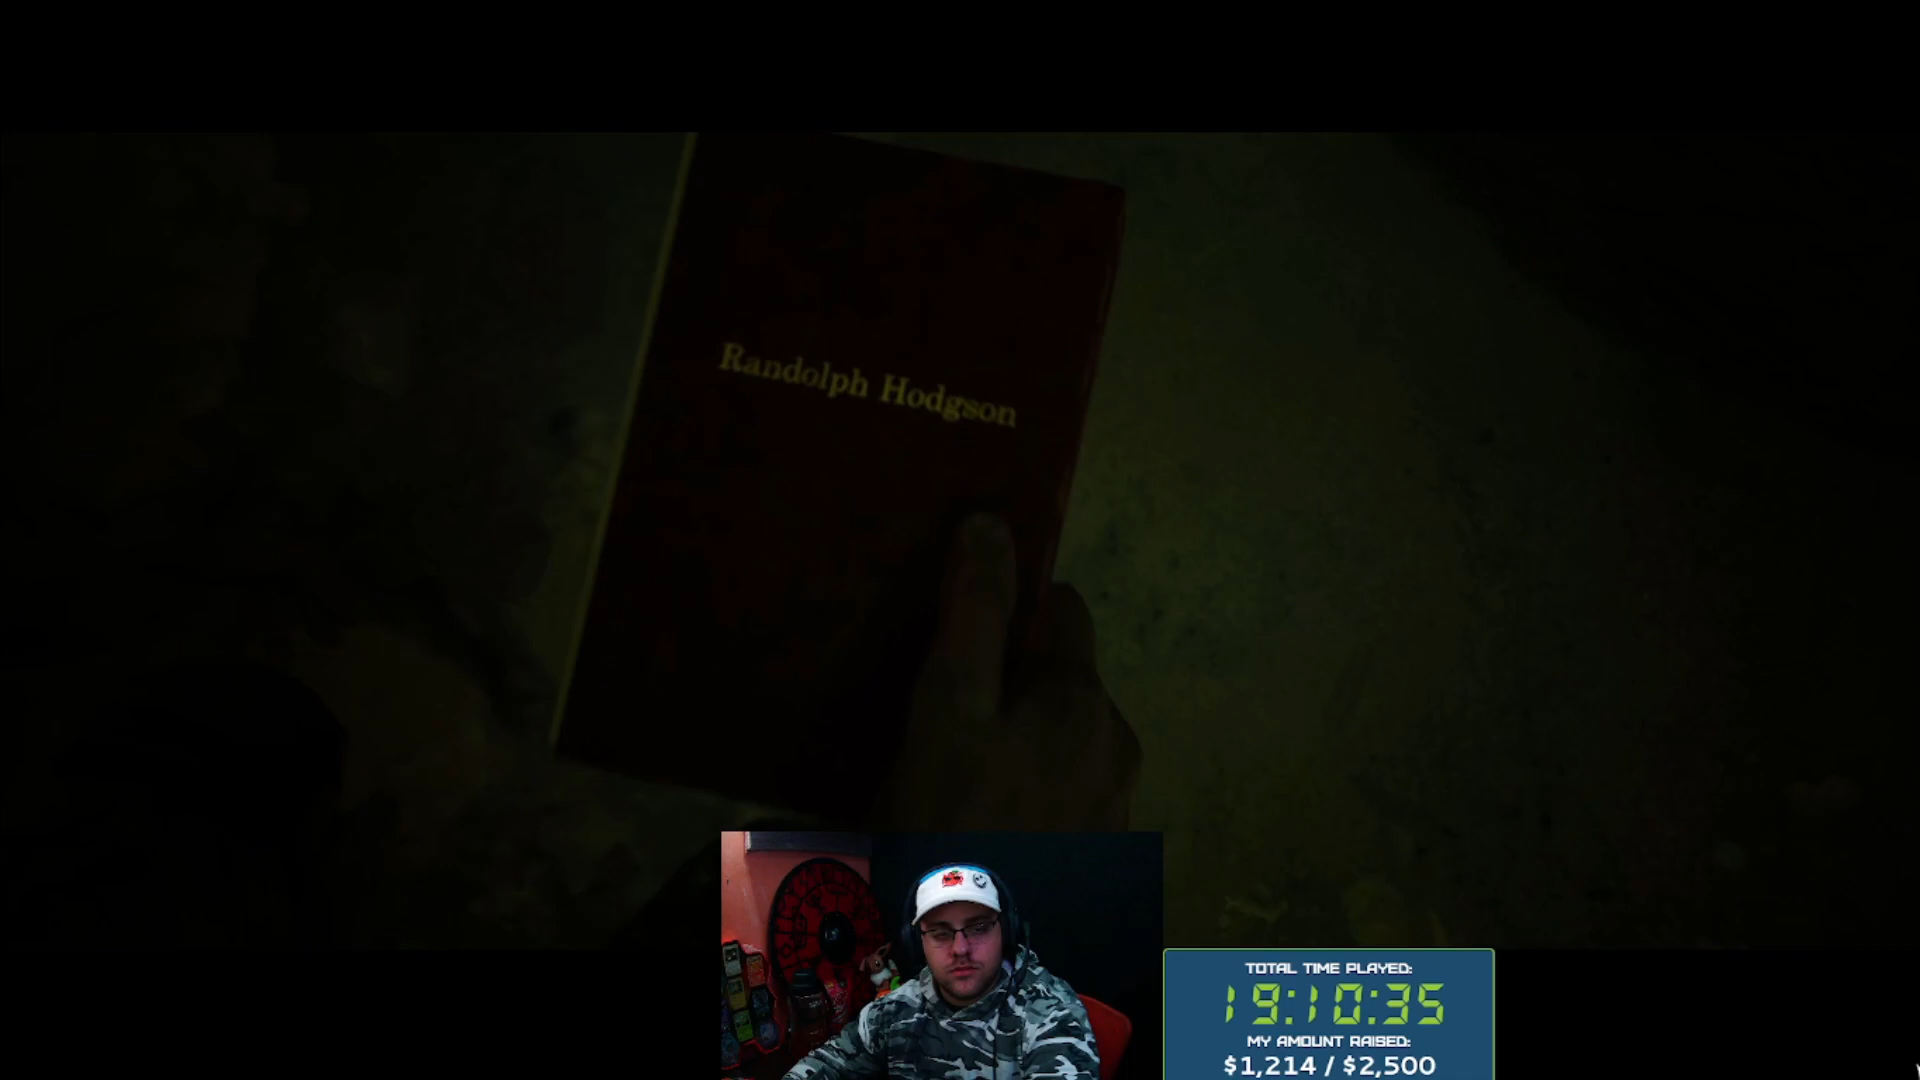 Randolph Hodgson
TOTAL TIME PLAYED:
19:10:35
MY AMOUNT RAISED:
$1,214 / $2,500